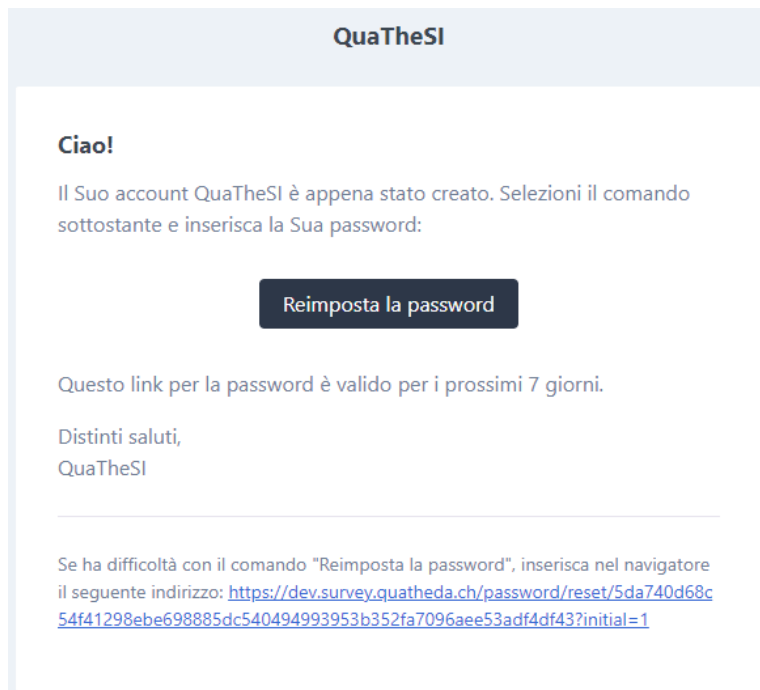 QuaTheSI
Ciao!
Il Suo account QuaTheSI è appena stato creato. Selezioni il comando
sottostante e inserisca la Sua password:
Reimposta la password
Questo link per la password è valido per i prossimi 7 giorni.
Distinti saluti,
QuaTheSI
Se ha difficoltà con il comando "Reimposta la password", inserisca nel navigatore
il seguente indirizzo: https://dev.survey.quatheda.ch/password/reset/5da740d68c
54f41298ebe698885dc540494993953b352fa7096aee53adf4df43?initial=1